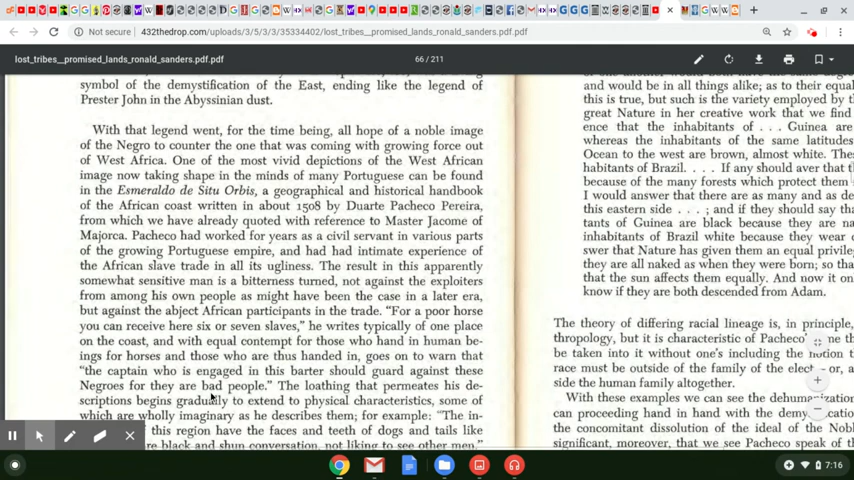 432thedrop.com/uploads/3/5/3/3/35334402/lost_tribes__promised_lands_ronald_sanders.pdf.pdf
lost_tribes__promised_lands_ronald_sanders.pdf.pdf
66 / 211
symbol of the demystification of the East, ending like the legend of
Prester John in the Abyssinian dust.
With that legend went, for the time being, all hope of a noble image
of the Negro to counter the one that was coming with growing force out
of West Africa. One of the most vivid depictions of the West African
image now taking shape in the minds of many Portuguese can be found
in the Esmeraldo de Situ Orbis, a geographical and historical handbook
of the African coast written in about 1508 by Duarte Pacheco Pereira,
from which we have already quoted with reference to Master Jacome of
Majorca. Pacheco had worked for years as a civil servant in various parts
of the growing Portuguese empire, and had had intimate experience of
the African slave trade in all its ugliness. The result in this apparently
somewhat sensitive man is a bitterness turned, not against the exploiters
from among his own people as might have been the case in a later era,
but against the abject African participants in the trade. "For a poor horse
you can receive here six or seven slaves," he writes typically of one place
on the coast, and with equal contempt for those who hand in human be-
ings for horses and those who are thus handed in, goes on to warn that
"the captain who is engaged in this barter should guard against these
Negroes for they are bad people." The loathing that permeates his de-
scriptions begins gradually to extend to physical characteristics, some of
which are wholly imaginary as he describes them; for example: "The in-
this region have the faces and teeth of dogs and tails like
re black and shun conversation, not liking to see other men."
and would be in all things alike; as to their equal
this is true, but such is the variety employed by
great Nature in her creative work that we find
ence that the inhabitants of . . . Guinea are
whereas the inhabitants of the same latitudes
Ocean to the west are brown, almost white. The
habitants of Brazil. . . . If any should aver that
because of the many forests which protect them
I would answer that there are as many and as de
this eastern side . . . ; and if they should say tha
tants of Guinea are black because they are na
inhabitants of Brazil white because they wear
swer that Nature has given them an equal privile
they are all naked as when they were born; so tha
that the sun affects them equally. And now it on
know if they are both descended from Adam.
The theory of differing racial lineage is, in principle,
thropology, but it is characteristic of Pacheco's me th
be taken into it without one's including the notion
race must be outside of the family of the elect— or, a
side the human family altogether.
With these examples we can see the dehumaniza
can proceeding hand in hand with the demy
the concomitant dissolution of the ideal of the Nob
significant, moreover, that we see Pacheco speak of
7:16